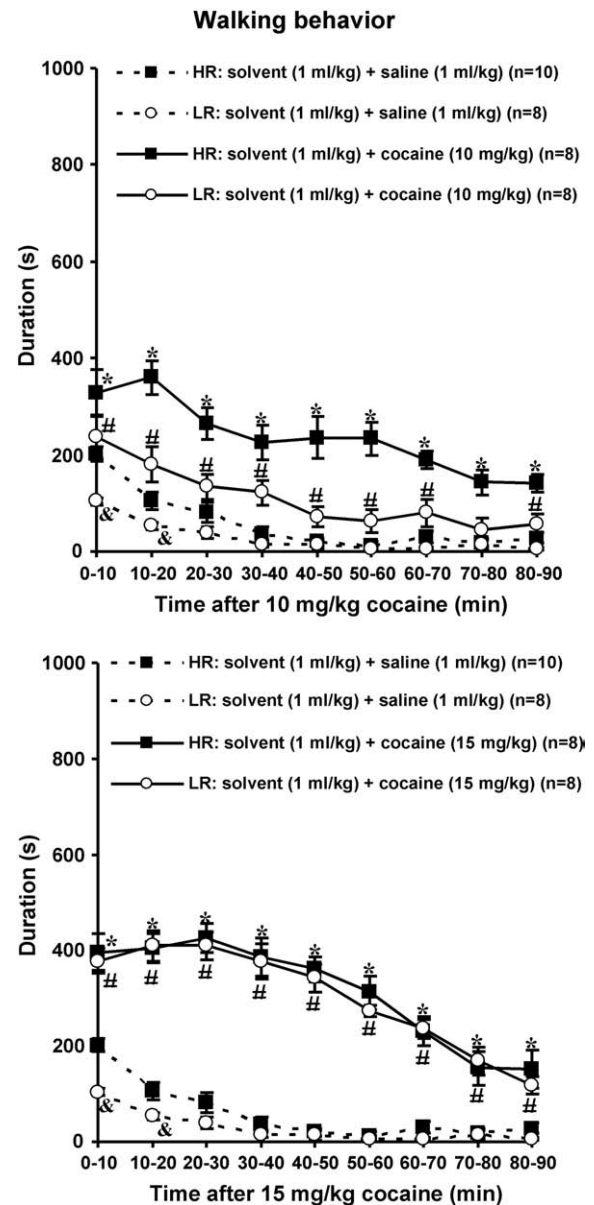 Walking behavior
1000
800
600
400
200
0
Duration (s)
HR: solvent (1 ml/kg) + saline (1 ml/kg) (n=10)
LR: solvent (1 ml/kg) + saline (1 ml/kg) (n=8)
HR: solvent (1 ml/kg) + cocaine (10 mg/kg) (n=8)
LR: solvent (1 ml/kg) + cocaine (10 mg/kg) (n=8)
* * * * * * * * *
# # # # # # # #
& &
0-10 10-20 20-30 30-40 40-50 50-60 60-70 70-80 80-90
Time after 10 mg/kg cocaine (min)
1000
800
600
400
200
0
Duration (s)
HR: solvent (1 ml/kg) + saline (1 ml/kg) (n=10)
LR: solvent (1 ml/kg) + saline (1 ml/kg) (n=8)
HR: solvent (1 ml/kg) + cocaine (15 mg/kg) (n=8)
LR: solvent (1 ml/kg) + cocaine (15 mg/kg) (n=8)
* * * * * * * * *
# # # # # # # # #
& &
0-10 10-20 20-30 30-40 40-50 50-60 60-70 70-80 80-90
Time after 15 mg/kg cocaine (min)